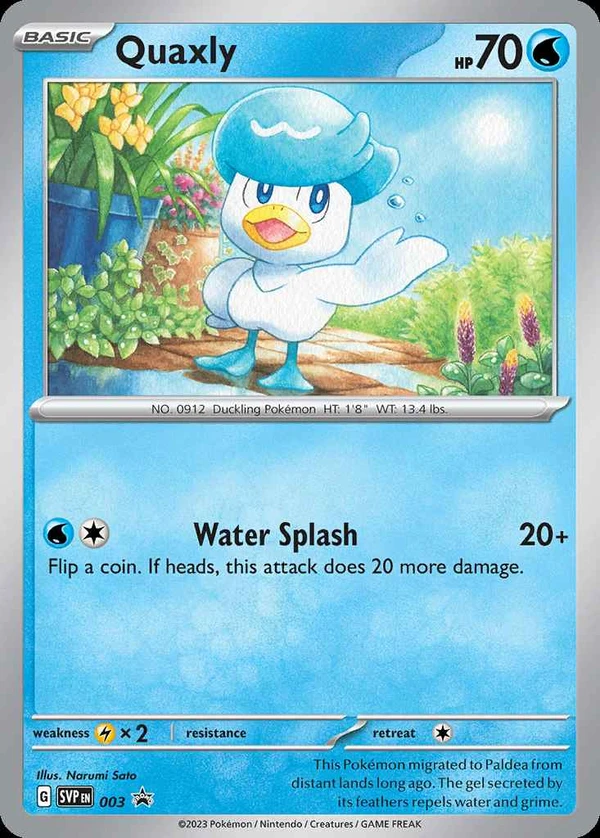 BASIC
Quaxly
HP 70
NO. 0912 Duckling Pokémon HT: 1'8" WT: 13.4 lbs.
Water Splash 20+
Flip a coin. If heads, this attack does 20 more damage.
weakness ×2 resistance retreat
This Pokémon migrated to Paldea from
distant lands long ago. The gel secreted by
its feathers repels water and grime.
Illus. Narumi Sato
G SVP EN 003
©2023 Pokémon / Nintendo / Creatures / GAME FREAK